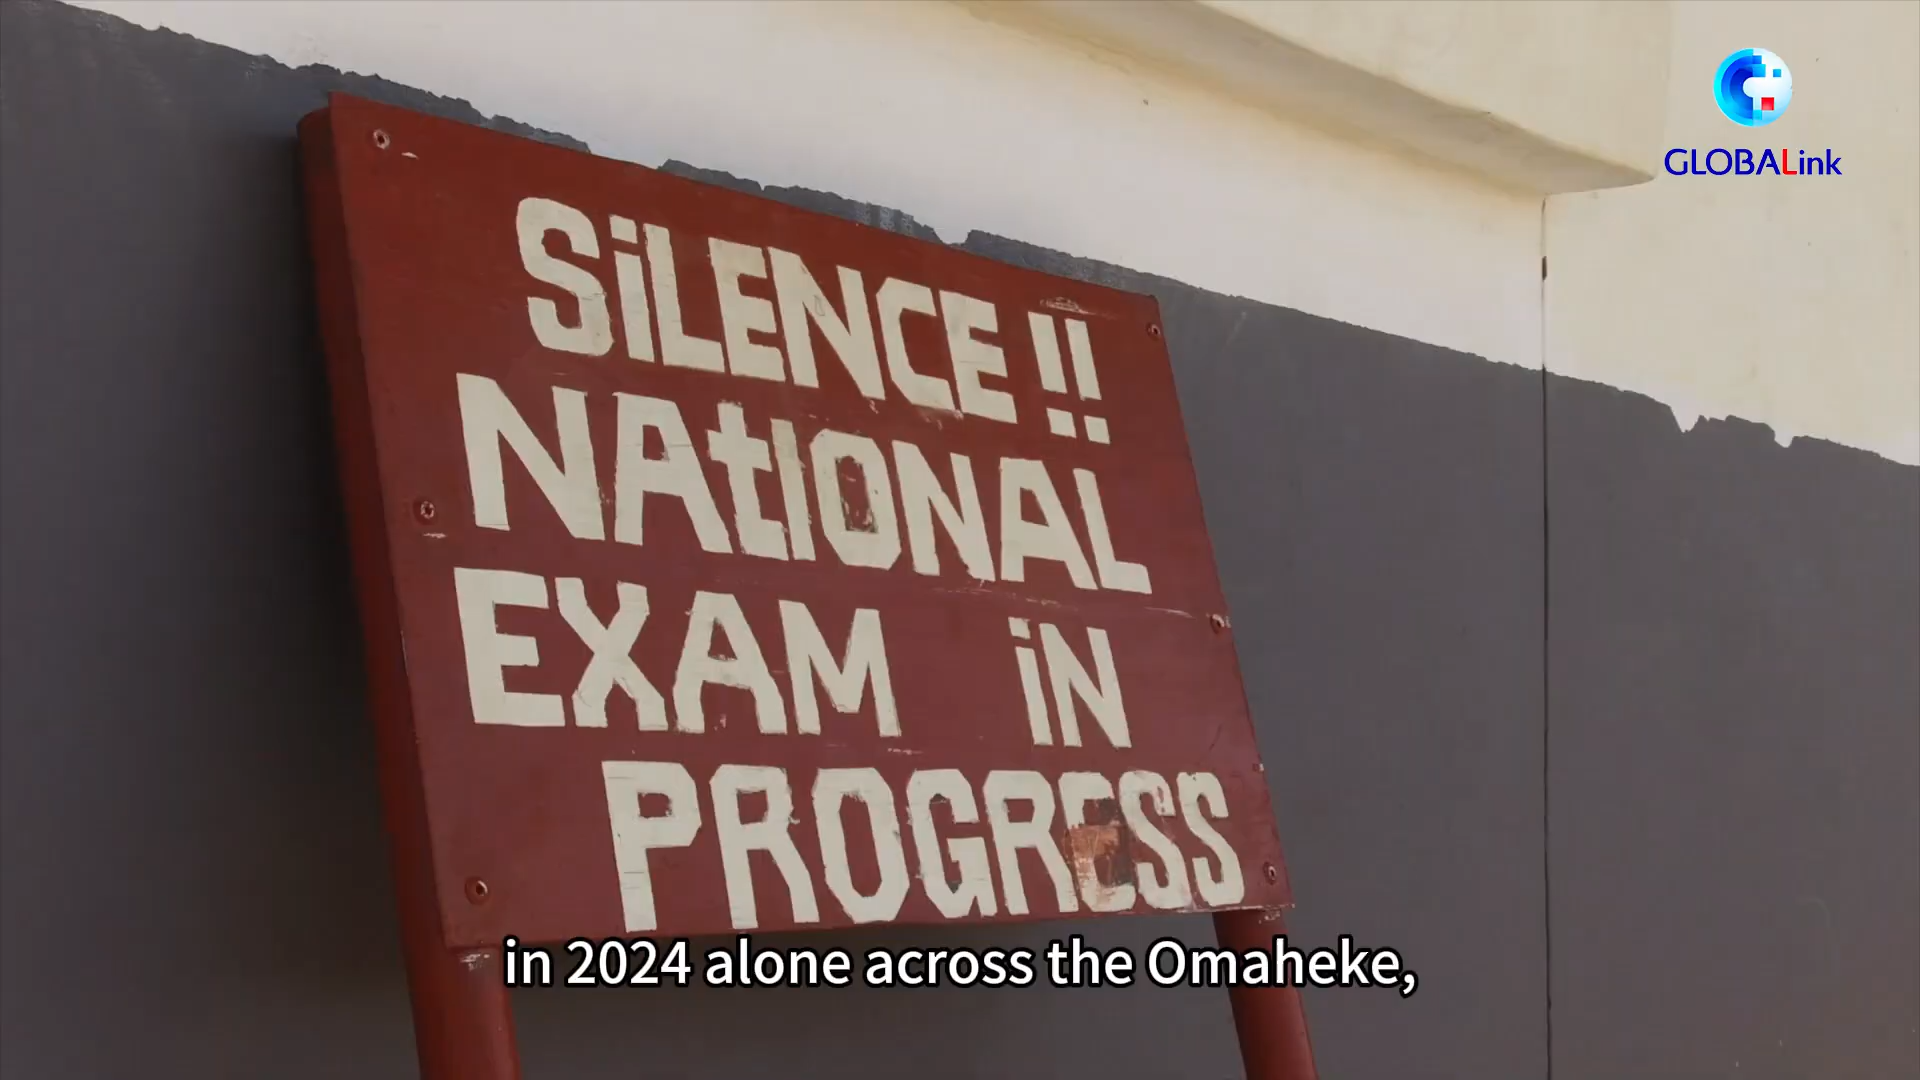 GLOBALink
SiLENCE !!
NAtIONAL
EXAM iN
PROGRESS
in 2024 alone across the Omaheke,